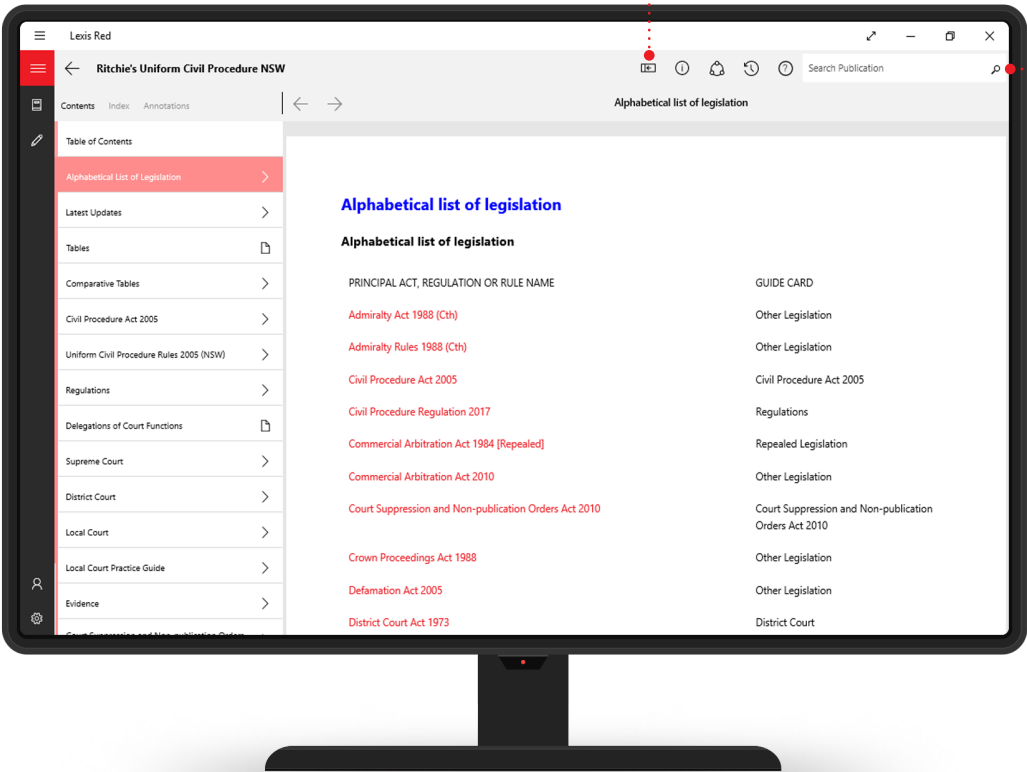 Lexis Red
Ritchie's Uniform Civil Procedure NSW
Search Publication
Contents Index Annotations
Alphabetical list of legislation
Table of Contents
Alphabetical List of Legislation
Latest Updates
Tables
Comparative Tables
Civil Procedure Act 2005
Uniform Civil Procedure Rules 2005 (NSW)
Regulations
Delegations of Court Functions
Supreme Court
District Court
Local Court
Local Court Practice Guide
Evidence
Court Suppression and Non-publication Orders
Alphabetical list of legislation
Alphabetical list of legislation
PRINCIPAL ACT, REGULATION OR RULE NAME GUIDE CARD
Admiralty Act 1988 (Cth) Other Legislation
Admiralty Rules 1988 (Cth) Other Legislation
Civil Procedure Act 2005 Civil Procedure Act 2005
Civil Procedure Regulation 2017 Regulations
Commercial Arbitration Act 1984 [Repealed] Repealed Legislation
Commercial Arbitration Act 2010 Other Legislation
Court Suppression and Non-publication Orders Act 2010 Court Suppression and Non-publication
Orders Act 2010
Crown Proceedings Act 1988 Other Legislation
Defamation Act 2005 Other Legislation
District Court Act 1973 District Court